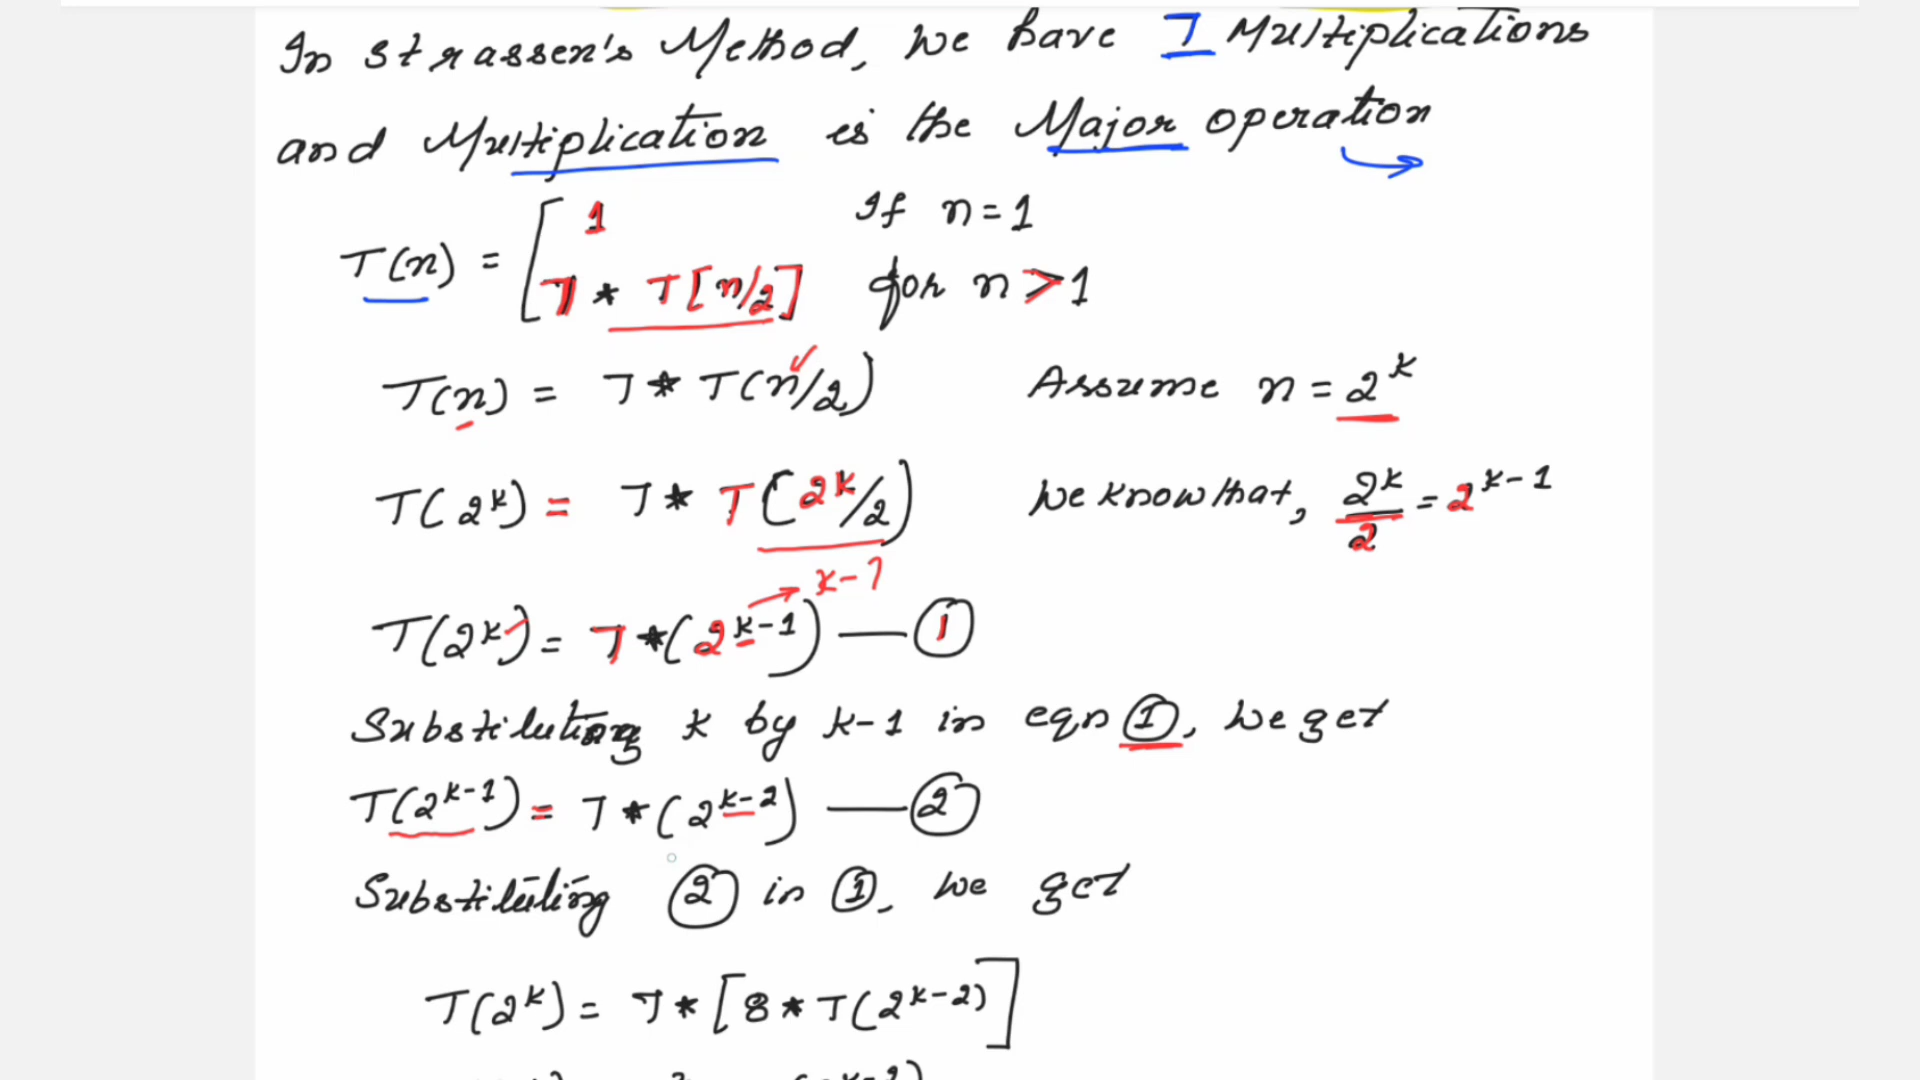 In Strassen's Method, we have 7 Multiplications
and Multiplication is the Major operation
T(n) = [ 1 If n = 1
7 * T[n/2] for n > 1
T(n) = 7 * T(n/2) Assume n = 2^k
T(2^k) = 7 * T(2^k/2) We know that, 2^k/2 = 2^k-1
k-1
T(2^k) = 7 * (2^k-1) — 1
Substituting k by k-1 in eqn 1, we get
T(2^k-1) = 7 * (2^k-2) — 2
Substituting 2 in 1, we get
T(2^k) = 7 * [8 * T(2^k-2)]